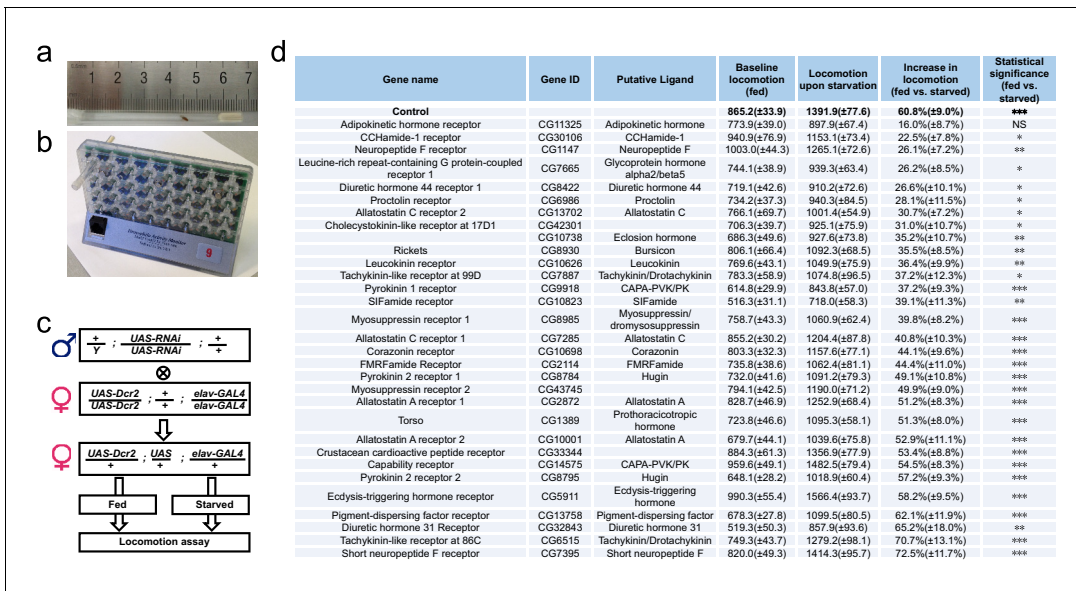 a
1 2 3 4 5 6 7
b
Drosophila Activity Monitor
9
c
+ ; UAS-RNAi ; +
Y UAS-RNAi +
⊗
UAS-Dcr2 ; + ; elav-GAL4
UAS-Dcr2 + elav-GAL4
UAS-Dcr2 ; UAS ; elav-GAL4
+ + +
Fed Starved
Locomotion assay
d
Gene name Gene ID Putative Ligand Baseline locomotion (fed) Locomotion upon starvation Increase in locomotion (fed vs. starved) Statistical significance (fed vs. starved)
Control 865.2(±33.9) 1391.9(±77.6) 60.8%(±9.0%) ***
Adipokinetic hormone receptor CG11325 Adipokinetic hormone 773.9(±39.0) 897.9(±67.4) 16.0%(±8.7%) NS
CCHamide-1 receptor CG30106 CCHamide-1 940.9(±76.9) 1153.1(±73.4) 22.5%(±7.8%) *
Neuropeptide F receptor CG1147 Neuropeptide F 1003.0(±44.3) 1265.1(±72.6) 26.1%(±7.2%) **
Leucine-rich repeat-containing G protein-coupled receptor 1 CG7665 Glycoprotein hormone alpha2/beta5 744.1(±38.9) 939.3(±63.4) 26.2%(±8.5%) *
Diuretic hormone 44 receptor 1 CG8422 Diuretic hormone 44 719.1(±42.6) 910.2(±72.6) 26.6%(±10.1%) *
Proctolin receptor CG6986 Proctolin 734.2(±37.3) 940.3(±84.5) 28.1%(±11.5%) *
Allatostatin C receptor 2 CG13702 Allatostatin C 766.1(±69.7) 1001.4(±54.9) 30.7%(±7.2%) *
Cholecystokinin-like receptor at 17D1 CG42301 706.3(±39.7) 925.1(±75.9) 31.0%(±10.7%) *
CG10738 Eclosion hormone 686.3(±49.6) 927.6(±73.8) 35.2%(±10.7%) **
Rickets CG8930 Bursicon 806.1(±66.4) 1092.3(±68.5) 35.5%(±8.5%) **
Leucokinin receptor CG10626 Leucokinin 769.6(±43.1) 1049.9(±75.9) 36.4%(±9.9%) **
Tachykinin-like receptor at 99D CG7887 Tachykinin/Drotachykinin 783.3(±58.9) 1074.8(±96.5) 37.2%(±12.3%) *
Pyrokinin 1 receptor CG9918 CAPA-PVK/PK 614.8(±29.9) 843.8(±57.0) 37.2%(±9.3%) ***
SIFamide receptor CG10823 SIFamide 516.3(±31.1) 718.0(±58.3) 39.1%(±11.3%) **
Myosuppression receptor 1 CG8985 Myosuppression/ dromysosuppression 758.7(±43.3) 1060.9(±62.4) 39.8%(±8.2%) ***
Allatostatin C receptor 1 CG7285 Allatostatin C 855.2(±30.2) 1204.4(±87.8) 40.8%(±10.3%) ***
Corazonin receptor CG10698 Corazonin 803.3(±32.3) 1157.6(±77.1) 44.1%(±9.6%) ***
FMRFamide Receptor CG2114 FMRFamide 735.8(±38.6) 1062.4(±81.1) 44.4%(±11.0%) ***
Pyrokinin 2 receptor 1 CG8784 Hugin 732.0(±41.6) 1091.2(±79.3) 49.1%(±10.8%) ***
Myosuppression receptor 2 CG43745 794.1(±42.5) 1190.0(±71.2) 49.9%(±9.0%) ***
Allatostatin A receptor 1 CG2872 Allatostatin A 828.7(±46.9) 1252.9(±68.4) 51.2%(±8.3%) ***
Torso CG1389 Prothoracicotropic hormone 723.8(±46.6) 1095.3(±58.1) 51.3%(±8.0%) ***
Allatostatin A receptor 2 CG10001 Allatostatin A 679.7(±44.1) 1039.6(±75.8) 52.9%(±11.1%) ***
Crustacean cardioactive peptide receptor CG33344 884.3(±61.3) 1356.9(±77.9) 53.4%(±8.8%) ***
Capability receptor CG14575 CAPA-PVK/PK 959.6(±49.1) 1482.5(±79.4) 54.5%(±8.3%) ***
Pyrokinin 2 receptor 2 CG8795 Hugin 648.1(±28.2) 1018.9(±60.4) 57.2%(±9.3%) ***
Ecdysis-triggering hormone receptor CG5911 Ecdysis-triggering hormone 990.3(±55.4) 1566.4(±93.7) 58.2%(±9.5%) ***
Pigment-dispersing factor receptor CG13758 Pigment-dispersing factor 678.3(±27.8) 1099.5(±80.5) 62.1%(±11.9%) ***
Diuretic hormone 31 Receptor CG32843 Diuretic hormone 31 519.3(±50.3) 857.9(±93.6) 65.2%(±18.0%) **
Tachykinin-like receptor at 86C CG6515 Tachykinin/Drotachykinin 749.3(±43.7) 1279.2(±98.1) 70.7%(±13.1%) ***
Short neuropeptide F receptor CG7395 Short neuropeptide F 820.0(±49.3) 1414.3(±95.7) 72.5%(±11.7%) ***